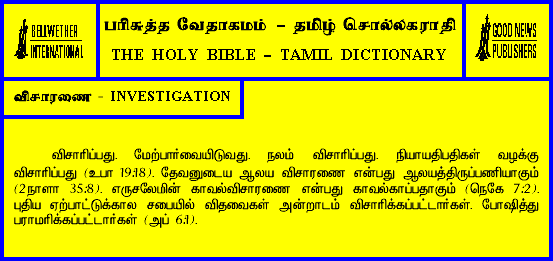 BELLWETHER
INTERNATIONAL
பரிசுத்த வேதாகமம் – தமிழ் சொல்லகராதி
THE HOLY BIBLE – TAMIL DICTIONARY
GOOD NEWS
PUBLISHERS
விசாரணை - INVESTIGATION
விசாரிப்பது. மேற்பார்வையிடுவது. நலம் விசாரிப்பது. நியாயதிபதிகள் வழக்கு
விசாரிப்பது (உபா 19:18). தேவனுடைய ஆலய விசாரணை என்பது ஆலயத்திருப்பணியாகும்
(2நாளா 35:8). எருசலேமின் காவல்விசாரணை என்பது காவல்காப்பதாகும் (நெகே 7:2).
புதிய ஏற்பாட்டுக்கால சபையில் விதவைகள் அன்றாடம் விசாரிக்கப்பட்டார்கள். போஷித்து
பராமரிக்கப்பட்டார்கள் (அப் 6:1).